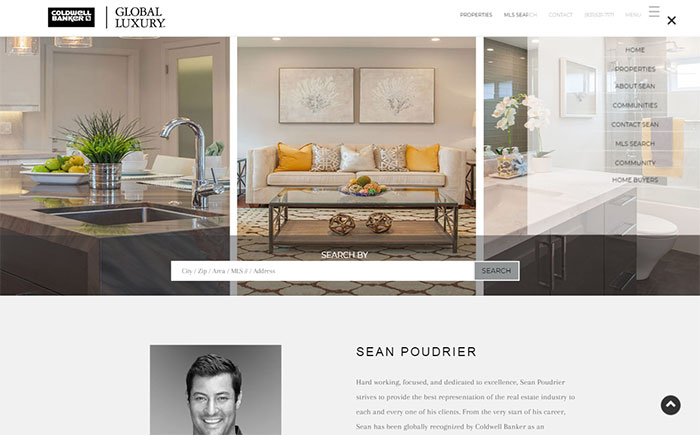 COLDWELL BANKER
GLOBAL LUXURY
PROPERTIES MLS SEARCH CONTACT MENU
HOME
PROPERTIES
ABOUT SEAN
COMMUNITIES
CONTACT SEAN
MLS SEARCH
COMMUNITY
HOME BUYERS
SEARCH BY
City / Zip / Area / MLS # / Address
SEARCH
SEAN POUDRIER
Hard working, focused, and dedicated to excellence, Sean Poudrier
strives to provide the best representation of the real estate industry to
each and every one of his clients. From the very start of his career,
Sean has been globally recognized by Coldwell Banker as an